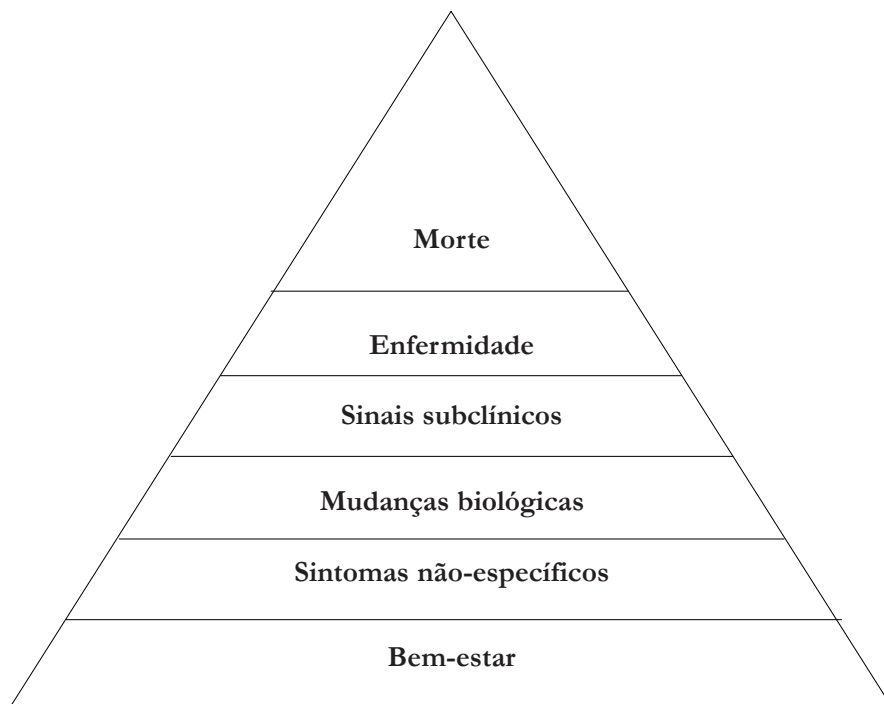 Morte
Enfermidade
Sinais subclínicos
Mudanças biológicas
Sintomas não-específicos
Bem-estar